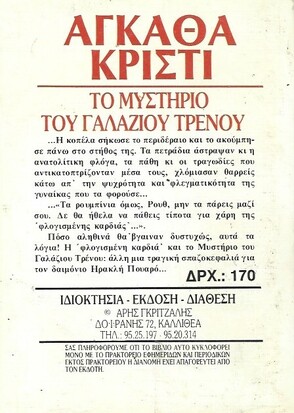 ΑΓΚΑΘΑ
ΚΡΙΣΤΙ
ΤΟ ΜΥΣΤΗΡΙΟ
ΤΟΥ ΓΑΛΑΖΙΟΥ ΤΡΕΝΟΥ
...Η κοπέλα σήκωσε το περιδέραιο και το ακούμπη-
σε πάνω στο στήθος της. Τα πετράδια άστραψαν κι η
ανατολίτικη φλόγα, τα πάθη κι οι τραγωδίες που
αντικατοπτρίζονταν μέσα τους, χλόμιασαν θαρρείς
κάτω απ' την ψυχρότητα και φλεγματικότητα της
γυναίκας που τα φορούσε...
...«Τα ρουμπίνια όμως, Ρουθ, μην τα πάρεις μαζί
σου. Δε θα ήθελα να πάθεις τίποτα για χάρη της
'φλογισμένης καρδιάς'...».
Πόσο αληθινά θα 'βγαιναν δυστυχώς, αυτά τα
λόγια! Η 'φλογισμένη καρδιά' και το Μυστήριο του
Γαλάζιου Τρένου: άλλη μια τραγική σπαζοκεφαλιά για
τον δαιμόνιο Ηρακλή Πουαρό...
ΔΡΧ.: 170
ΙΔΙΟΚΤΗΣΙΑ - ΕΚΔΟΣΗ - ΔΙΑΘΕΣΗ
® ΑΡΗΣ ΓΚΡΙΤΖΑΛΗΣ
ΔΟ·Ι·ΡΑΝΗΣ 72, ΚΑΛΛΙΘΕΑ
ΤΗΛ.: 95.25.197 - 95.20.314
ΣΑΣ ΠΛΗΡΟΦΟΡΟΥΜΕ ΟΤΙ ΤΟ ΒΙΒΛΙΟ ΑΥΤΟ ΚΥΚΛΟΦΟΡΕΙ
ΜΟΝΟ ΜΕ ΤΟ ΠΡΑΚΤΟΡΕΙΟ ΕΦΗΜΕΡΙΔΩΝ ΚΑΙ ΠΕΡΙΟΔΙΚΩΝ
ΕΚΤΟΣ ΠΡΑΚΤΟΡΕΙΟΥ Η ΔΙΑΝΟΜΗ ΕΧΕΙ ΑΠΑΓΟΡΕΥΤΕΙ ΑΠΟ
ΤΟΝ ΕΚΔΟΤΗ.